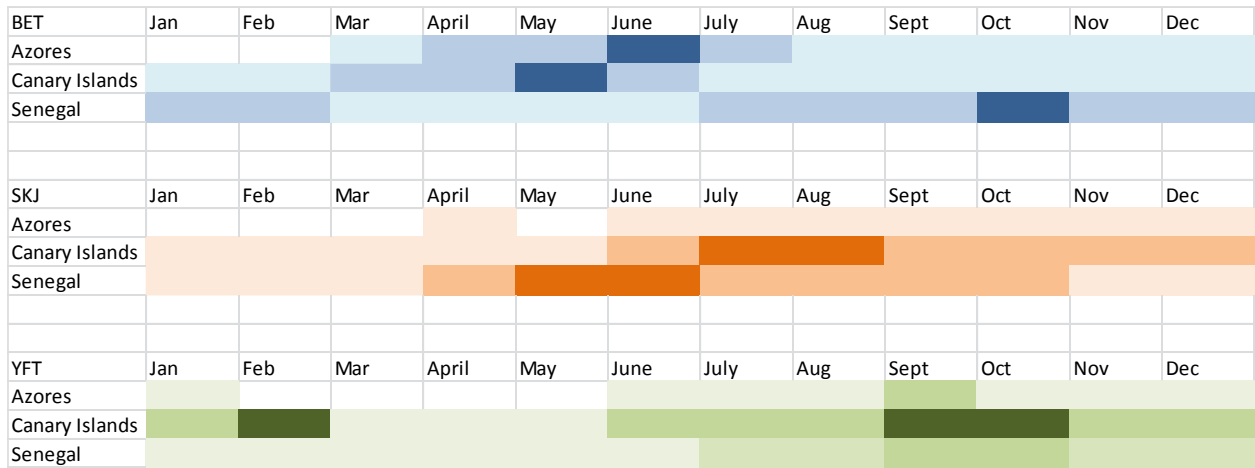 BET Jan Feb Mar April May June July Aug Sept Oct Nov Dec
Azores
Canary Islands
Senegal
SKJ Jan Feb Mar April May June July Aug Sept Oct Nov Dec
Azores
Canary Islands
Senegal
YFT Jan Feb Mar April May June July Aug Sept Oct Nov Dec
Azores
Canary Islands
Senegal